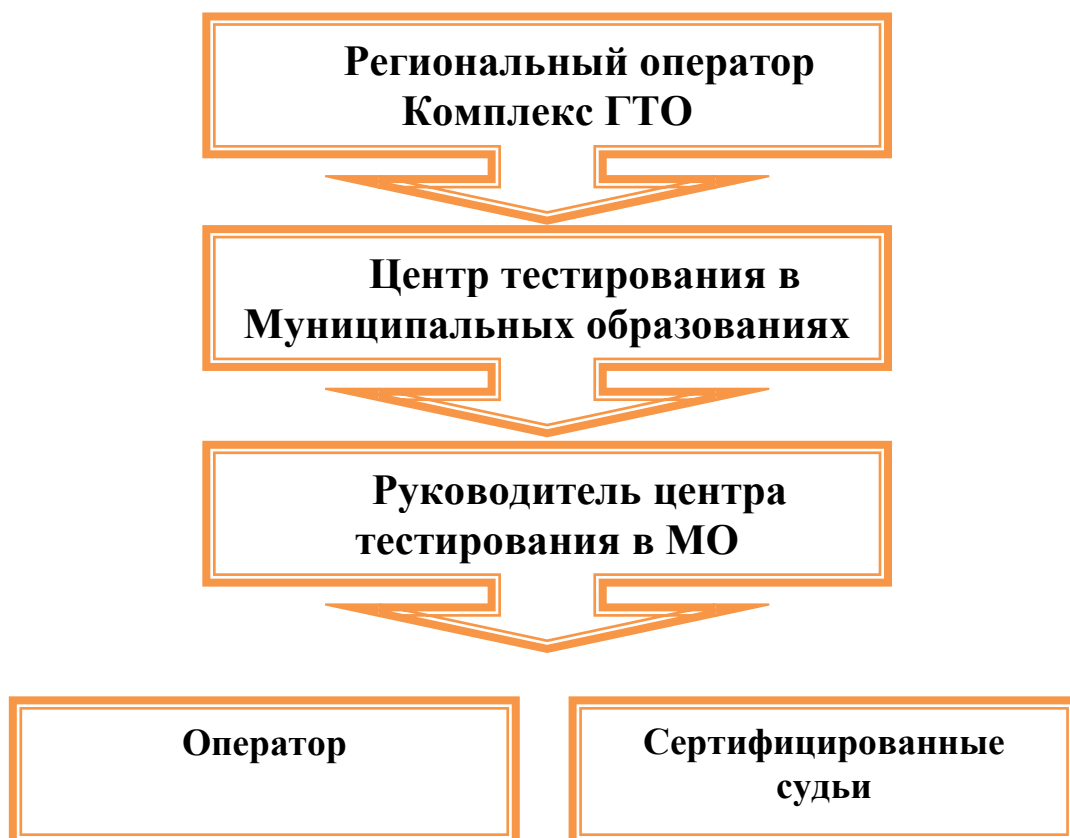 Региональный оператор
Комплекс ГТО
Центр тестирования в
Муниципальных образованиях
Руководитель центра
тестирования в МО
Оператор
Сертифицированные
судьи